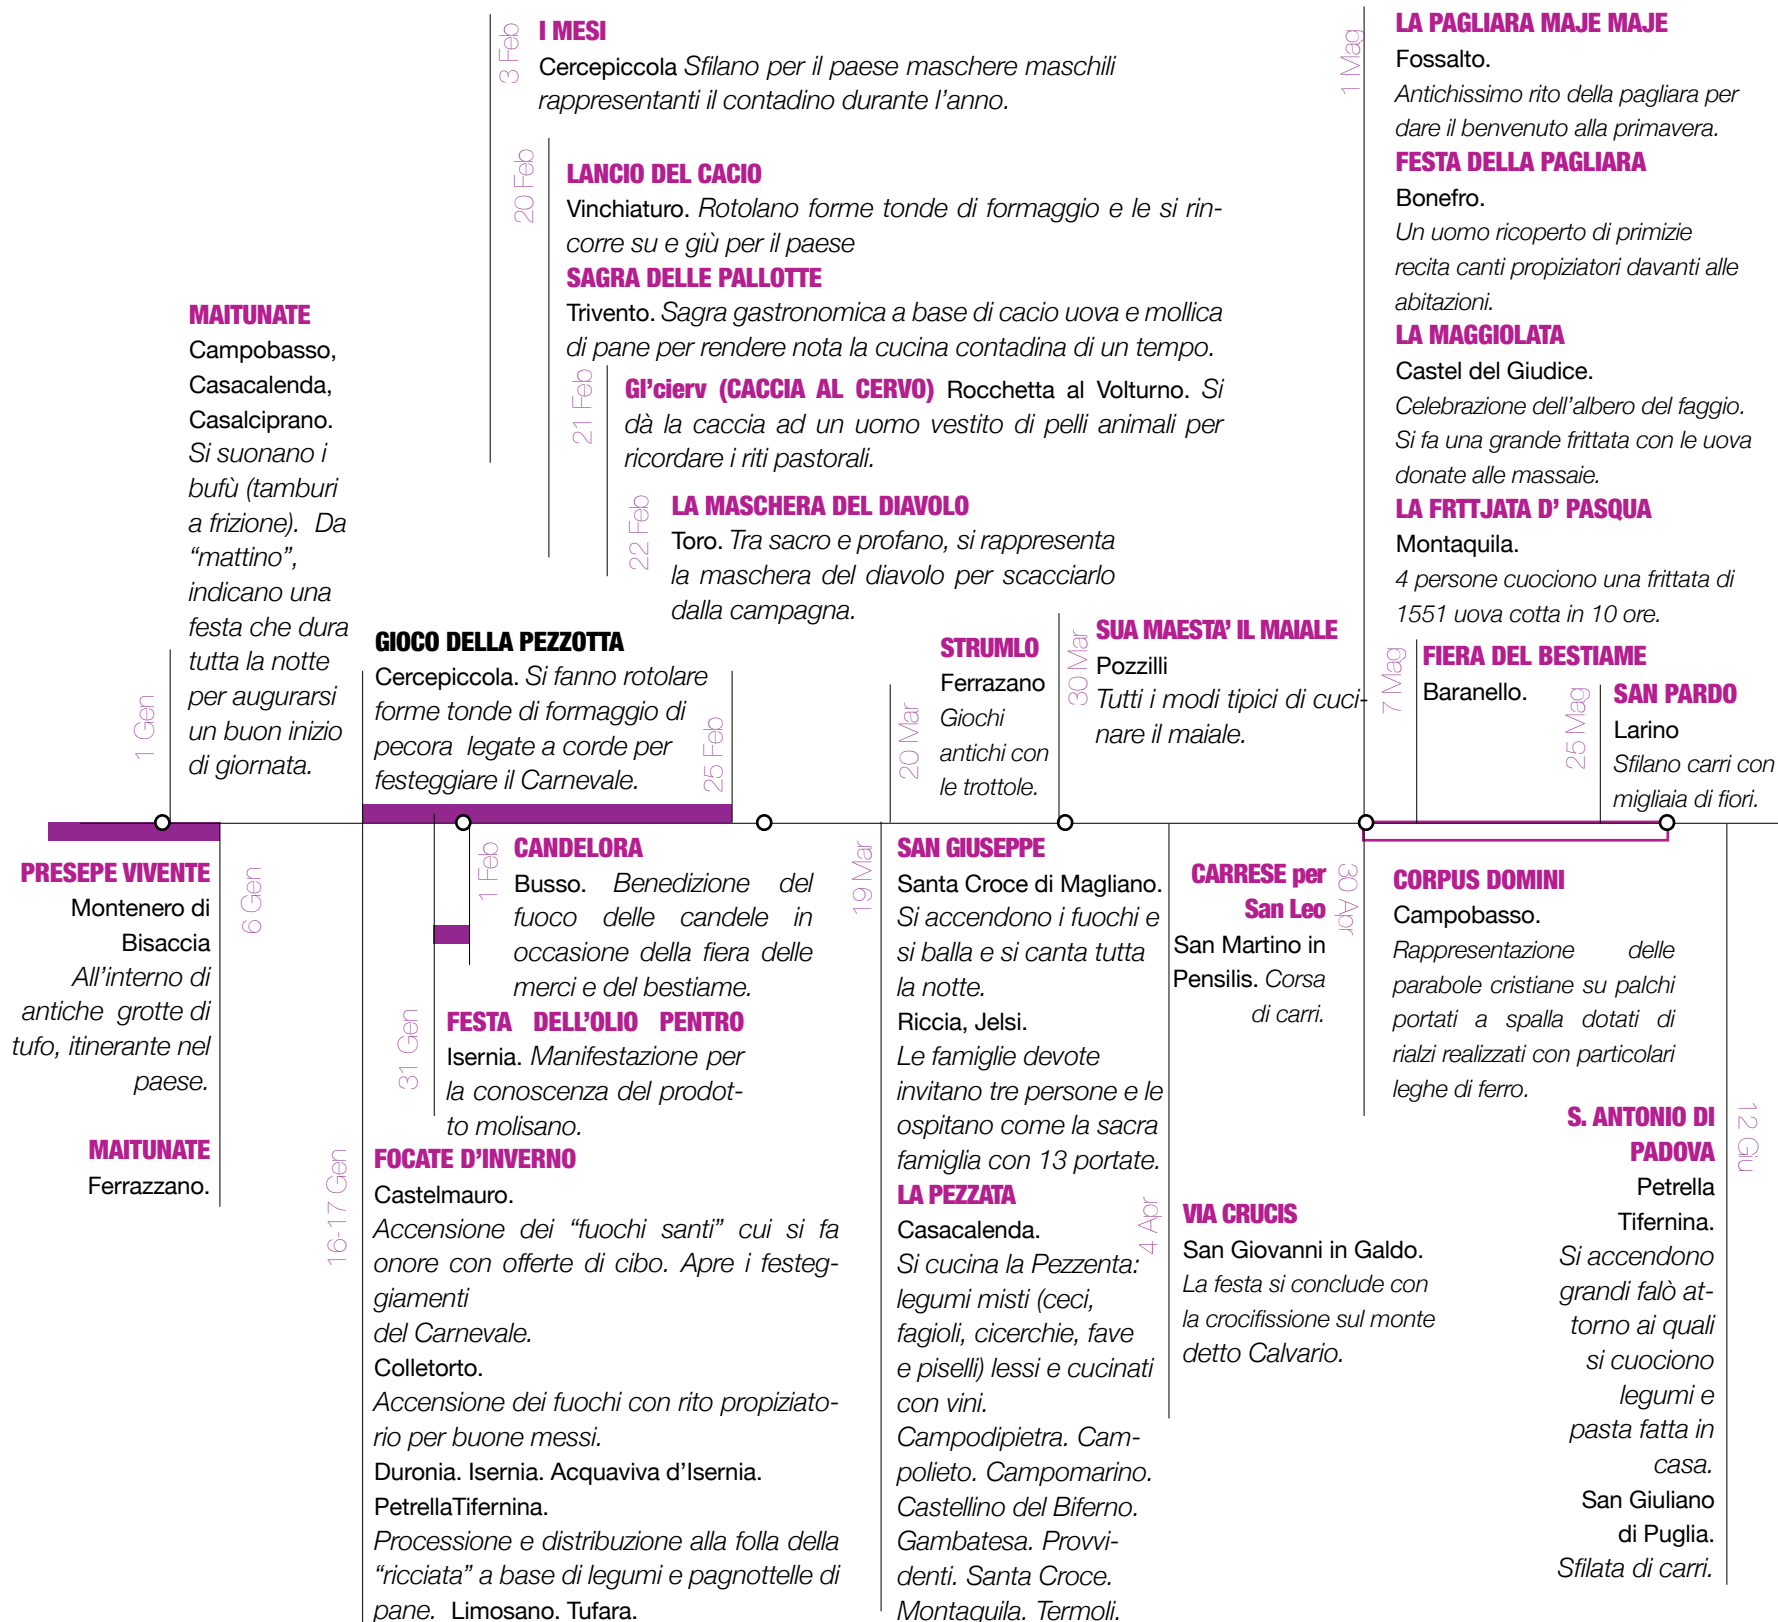 3 Feb
I MESI
Cercepiccola Sfilano per il paese maschere maschili
rappresentanti il contadino durante l'anno.
20 Feb
LANCIO DEL CACIO
Vinchiaturo. Rotolano forme tonde di formaggio e le si rin-
corre su e giù per il paese
SAGRA DELLE PALLOTTE
Trivento. Sagra gastronomica a base di cacio uova e mollica
di pane per rendere nota la cucina contadina di un tempo.
21 Feb
Gl'cierv (CACCIA AL CERVO) Rocchetta al Volturno. Si
dà la caccia ad un uomo vestito di pelli animali per
ricordare i riti pastorali.
22 Feb
LA MASCHERA DEL DIAVOLO
Toro. Tra sacro e profano, si rappresenta
la maschera del diavolo per scacciarlo
dalla campagna.
1 Mag
LA PAGLIARA MAJE MAJE
Fossalto.
Antichissimo rito della pagliara per
dare il benvenuto alla primavera.
FESTA DELLA PAGLIARA
Bonefro.
Un uomo ricoperto di primizie
recita canti propiziatori davanti alle
abitazioni.
LA MAGGIOLATA
Castel del Giudice.
Celebrazione dell'albero del faggio.
Si fa una grande frittata con le uova
donate alle massaie.
LA FRTTJATA D' PASQUA
Montaquila.
4 persone cuociono una frittata di
1551 uova cotta in 10 ore.
1 Gen
MAITUNATE
Campobasso,
Casacalenda,
Casalciprano.
Si suonano i
bufù (tamburi
a frizione). Da
“mattino”,
indicano una
festa che dura
tutta la notte
per augurarsi
un buon inizio
di giornata.
GIOCO DELLA PEZZOTTA
Cercepiccola. Si fanno rotolare
forme tonde di formaggio di
pecora legate a corde per
festeggiare il Carnevale.
25 Feb
20 Mar
STRUMLO
Ferrazano
Giochi
antichi con
le trottole.
30 Mar
SUA MAESTA' IL MAIALE
Pozzilli
Tutti i modi tipici di cuci-
nare il maiale.
7 Mag
FIERA DEL BESTIAME
Baranello.
25 Mag
SAN PARDO
Larino
Sfilano carri con
migliaia di fiori.
PRESEPE VIVENTE
Montenero di
Bisaccia
All'interno di
antiche grotte di
tufo, itinerante nel
paese.
MAITUNATE
Ferrazzano.
6 Gen
1 Feb
CANDELORA
Busso. Benedizione del
fuoco delle candele in
occasione della fiera delle
merci e del bestiame.
31 Gen
FESTA DELL'OLIO PENTRO
Isernia. Manifestazione per
la conoscenza del prodot-
to molisano.
16-17 Gen
FOCATE D'INVERNO
Castelmauro.
Accensione dei “fuochi santi” cui si fa
onore con offerte di cibo. Apre i festeg-
giamenti
del Carnevale.
Colletorto.
Accensione dei fuochi con rito propiziato-
rio per buone messi.
Duronia. Isernia. Acquaviva d'Isernia.
PetrellaTifernina.
Processione e distribuzione alla folla della
“ricciata” a base di legumi e pagnottelle di
pane. Limosano. Tufara.
19 Mar
SAN GIUSEPPE
Santa Croce di Magliano.
Si accendono i fuochi e
si balla e si canta tutta
la notte.
Riccia, Jelsi.
Le famiglie devote
invitano tre persone e le
ospitano come la sacra
famiglia con 13 portate.
LA PEZZATA
Casacalenda.
Si cucina la Pezzenta:
legumi misti (ceci,
fagioli, cicerchie, fave
e piselli) lessi e cucinati
con vini.
Campodipietra. Cam-
polieto. Campomarino.
Castellino del Biferno.
Gambatesa. Provvi-
denti. Santa Croce.
Montaquila. Termoli.
30 Apr
CARRESE per
San Leo
San Martino in
Pensilis. Corsa
di carri.
4 Apr
VIA CRUCIS
San Giovanni in Galdo.
La festa si conclude con
la crocifissione sul monte
detto Calvario.
CORPUS DOMINI
Campobasso.
Rappresentazione delle
parabole cristiane su palchi
portati a spalla dotati di
rialzi realizzati con particolari
leghe di ferro.
12 Giu
S. ANTONIO DI
PADOVA
Petrella
Tifernina.
Si accendono
grandi falò at-
torno ai quali
si cuociono
legumi e
pasta fatta in
casa.
San Giuliano
di Puglia.
Sfilata di carri.